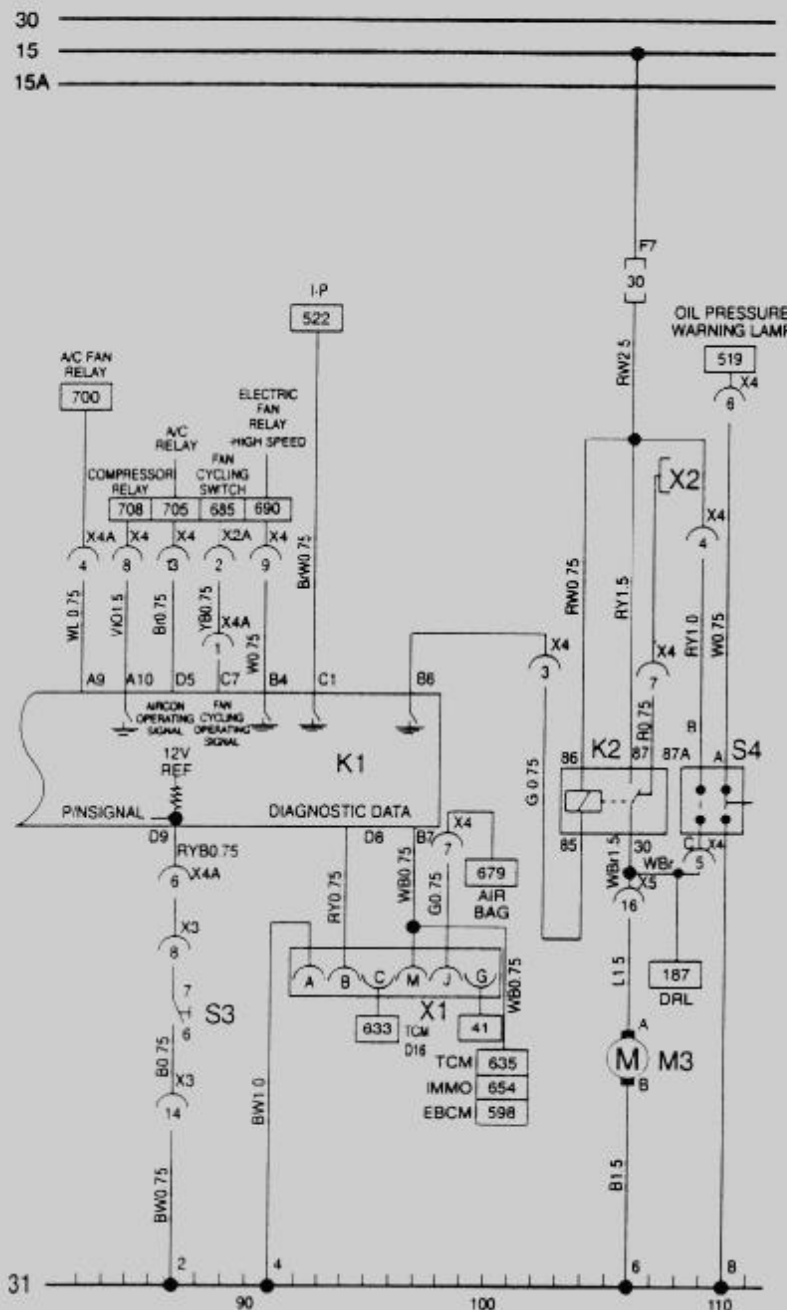 30
15
15A
F7
30
I-P
522
OIL PRESSURE
WARNING LAMP
519
X4
6
A/C FAN
RELAY
700
RW2 5
ELECTRIC
FAN
RELAY
-HIGH SPEED
A/C
RELAY
FAN
CYCLING
SWITCH
COMPRESSOR
RELAY
708 705 685 690
X2
X4A X4 X4 X2A X4
4 8 13 2 9
X4
4
WL 0.75
VIO1.5
Br0.75
YB0.75
X4A
1
W0.75
BrW0.75
RW0 75
RY1.5
RY1 0
W0.75
X4
3
X4
7
R0.75
A9 A10 D5 C7 B4 C1 B6
AIRCON
OPERATING
SIGNAL
FAN
CYCLING
OPERATING
SIGNAL
12V
REF
K1
P/NSIGNAL
DIAGNOSTIC DATA
G 0.75
86 K2 87 87A
B
A
S4
85
30
C X4
5
D9 D8 B7
X4
7
RYB0.75
6
X4A
RY0 75
WB0.75
G0.75
679
AIR
BAG
WBr1.5
WBr
X5
16
X3
8
7
S3
6
B0.75
X3
14
A B C M J G
X1
WB0.75
633
TCM
D16
41
TCM 635
IMMO 654
EBCM 598
187
DRL
L1 5
A
M M3
B
BW1 0
BW0.75
B1 5
2 4 6 8
31
90 100 110